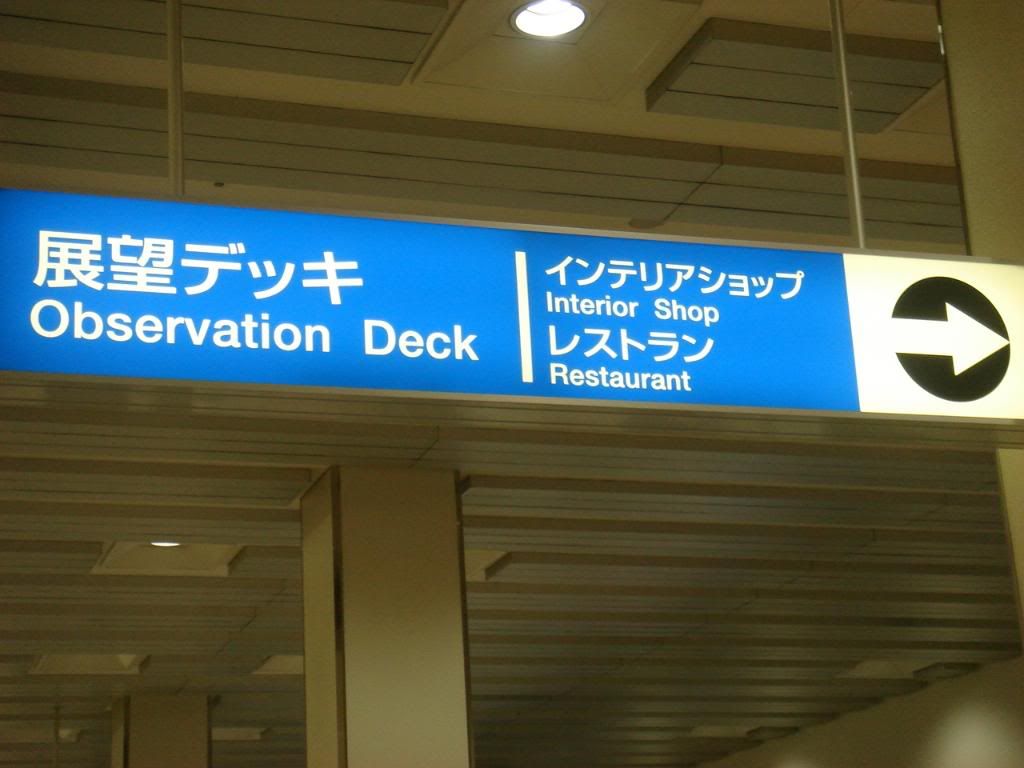 展望デッキ
Observation Deck
インテリアショップ
Interior Shop
レストラン
Restaurant